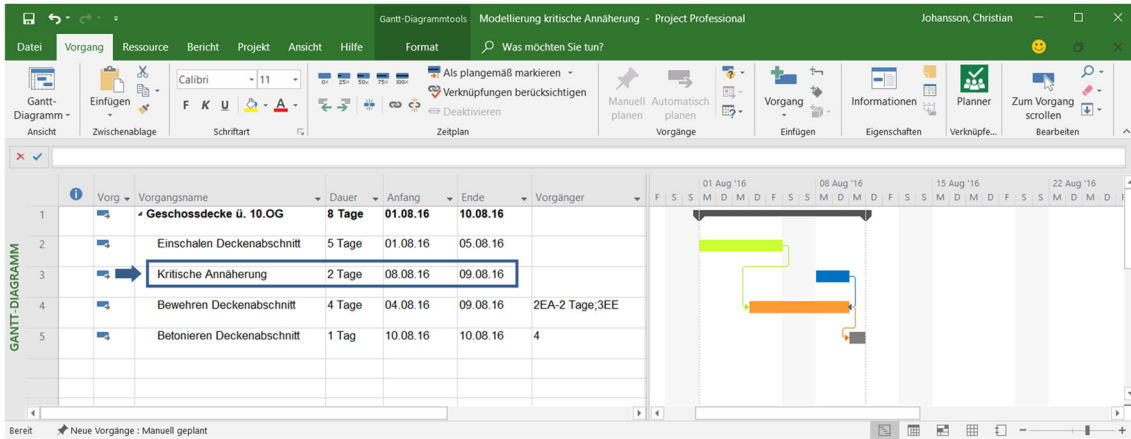 Gantt-Diagrammtools Modellierung kritische Annäherung - Project Professional Johansson, Christian
Datei Vorgang Ressource Bericht Projekt Ansicht Hilfe Format Was möchten Sie tun?
Gantt-Diagramm
Ansicht
Einfügen
Zwischenablage
Calibri 11
F K U A
Schriftart
0× 25× 50× 75× 100×
Als plangemäß markieren
Verknüpfungen berücksichtigen
Deaktivieren
Zeitplan
Manuell planen
Automatisch planen
Vorgänge
Vorgang
Einfügen
Informationen
Eigenschaften
Planner
Verknüpfe...
Zum Vorgang scrollen
Bearbeiten
01 Aug '16 08 Aug '16 15 Aug '16 22 Aug '16
Vorg Vorgangsname Dauer Anfang Ende Vorgänger
F S S M D M D F S S M D M D F S S M D M D F S S M D M D F
1 Geschossdecke ü. 10.OG 8 Tage 01.08.16 10.08.16
2 Einschalen Deckenabschnitt 5 Tage 01.08.16 05.08.16
3 Kritische Annäherung 2 Tage 08.08.16 09.08.16
4 Bewehren Deckenabschnitt 4 Tage 04.08.16 09.08.16 2EA-2 Tage;3EE
5 Betonieren Deckenabschnitt 1 Tag 10.08.16 10.08.16 4
GANTT-DIAGRAMM
Bereit Neue Vorgänge : Manuell geplant